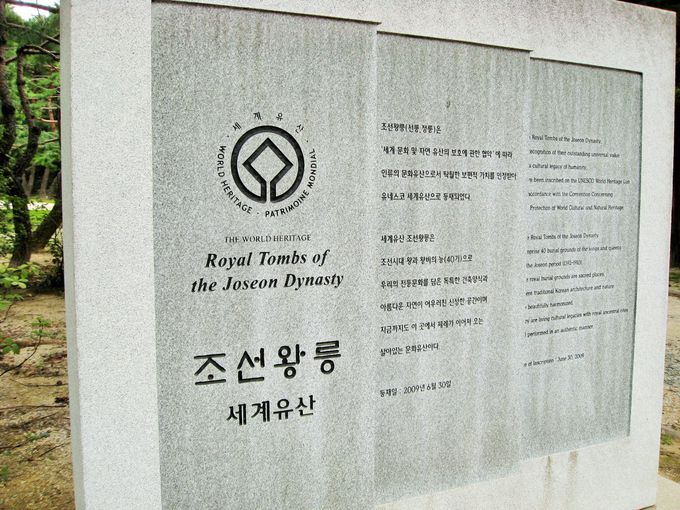 · 세계유산 ·
WORLD HERITAGE · PATRIMOINE MONDIAL
THE WORLD HERITAGE
Royal Tombs of
the Joseon Dynasty
조선왕릉
세계유산
조선왕릉(선릉,정릉)은
'세계 문화 및 자연 유산의 보호에 관한 협약'에 따라
인류의 문화유산으로서 탁월한 보편적 가치를 인정받아
유네스코 세계유산으로 등재되었다.
세계유산 조선왕릉은
조선시대 왕과 왕비의 능(40기)으로
우리의 전통문화를 담은 독특한 건축양식과
아름다운 자연이 어우러진 신성한 공간이며
지금까지도 이 곳에서 제례가 이어져 오는
살아있는 문화유산이다.
등재일 : 2009년 6월 30일
Royal Tombs of the Joseon Dynasty,
recognition of their outstanding universal value
a cultural legacy of humanity,
been inscribed on the UNESCO World Heritage List
accordance with the Convention Concerning
Protection of World Cultural and Natural Heritage.
Royal Tombs of the Joseon Dynasty
40 burial grounds of the kings and queens
the Joseon period (1392-1910).
royal burial grounds are sacred places,
traditional Korean architecture and nature
beautifully harmonized.
are living cultural legacies with royal ancestral rites
performed in an authentic manner.
of Inscription : June 30, 2009